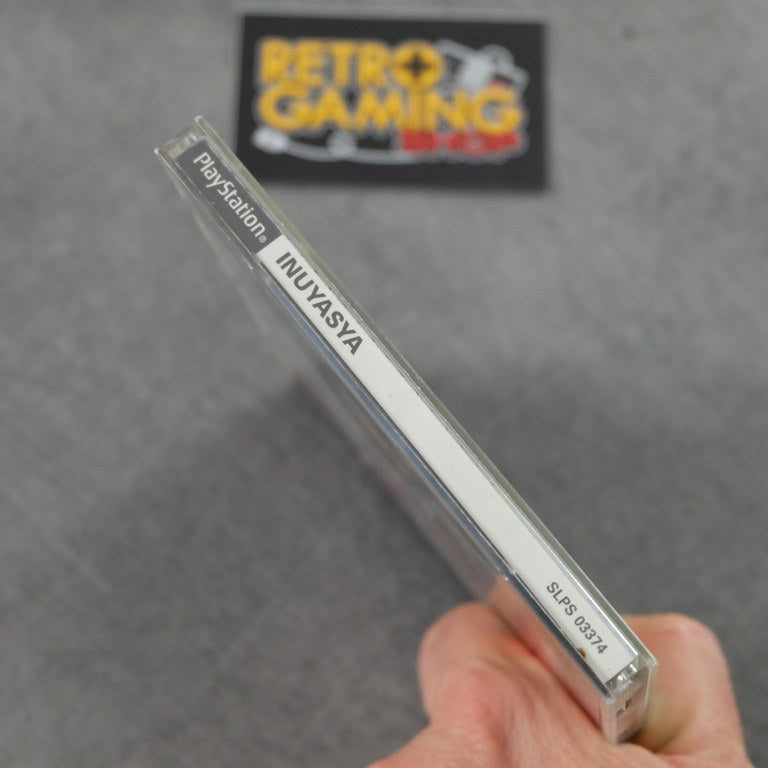 RETRO
GAMING
SHOP
PlayStation®
INUYASYA
SLPS 03374